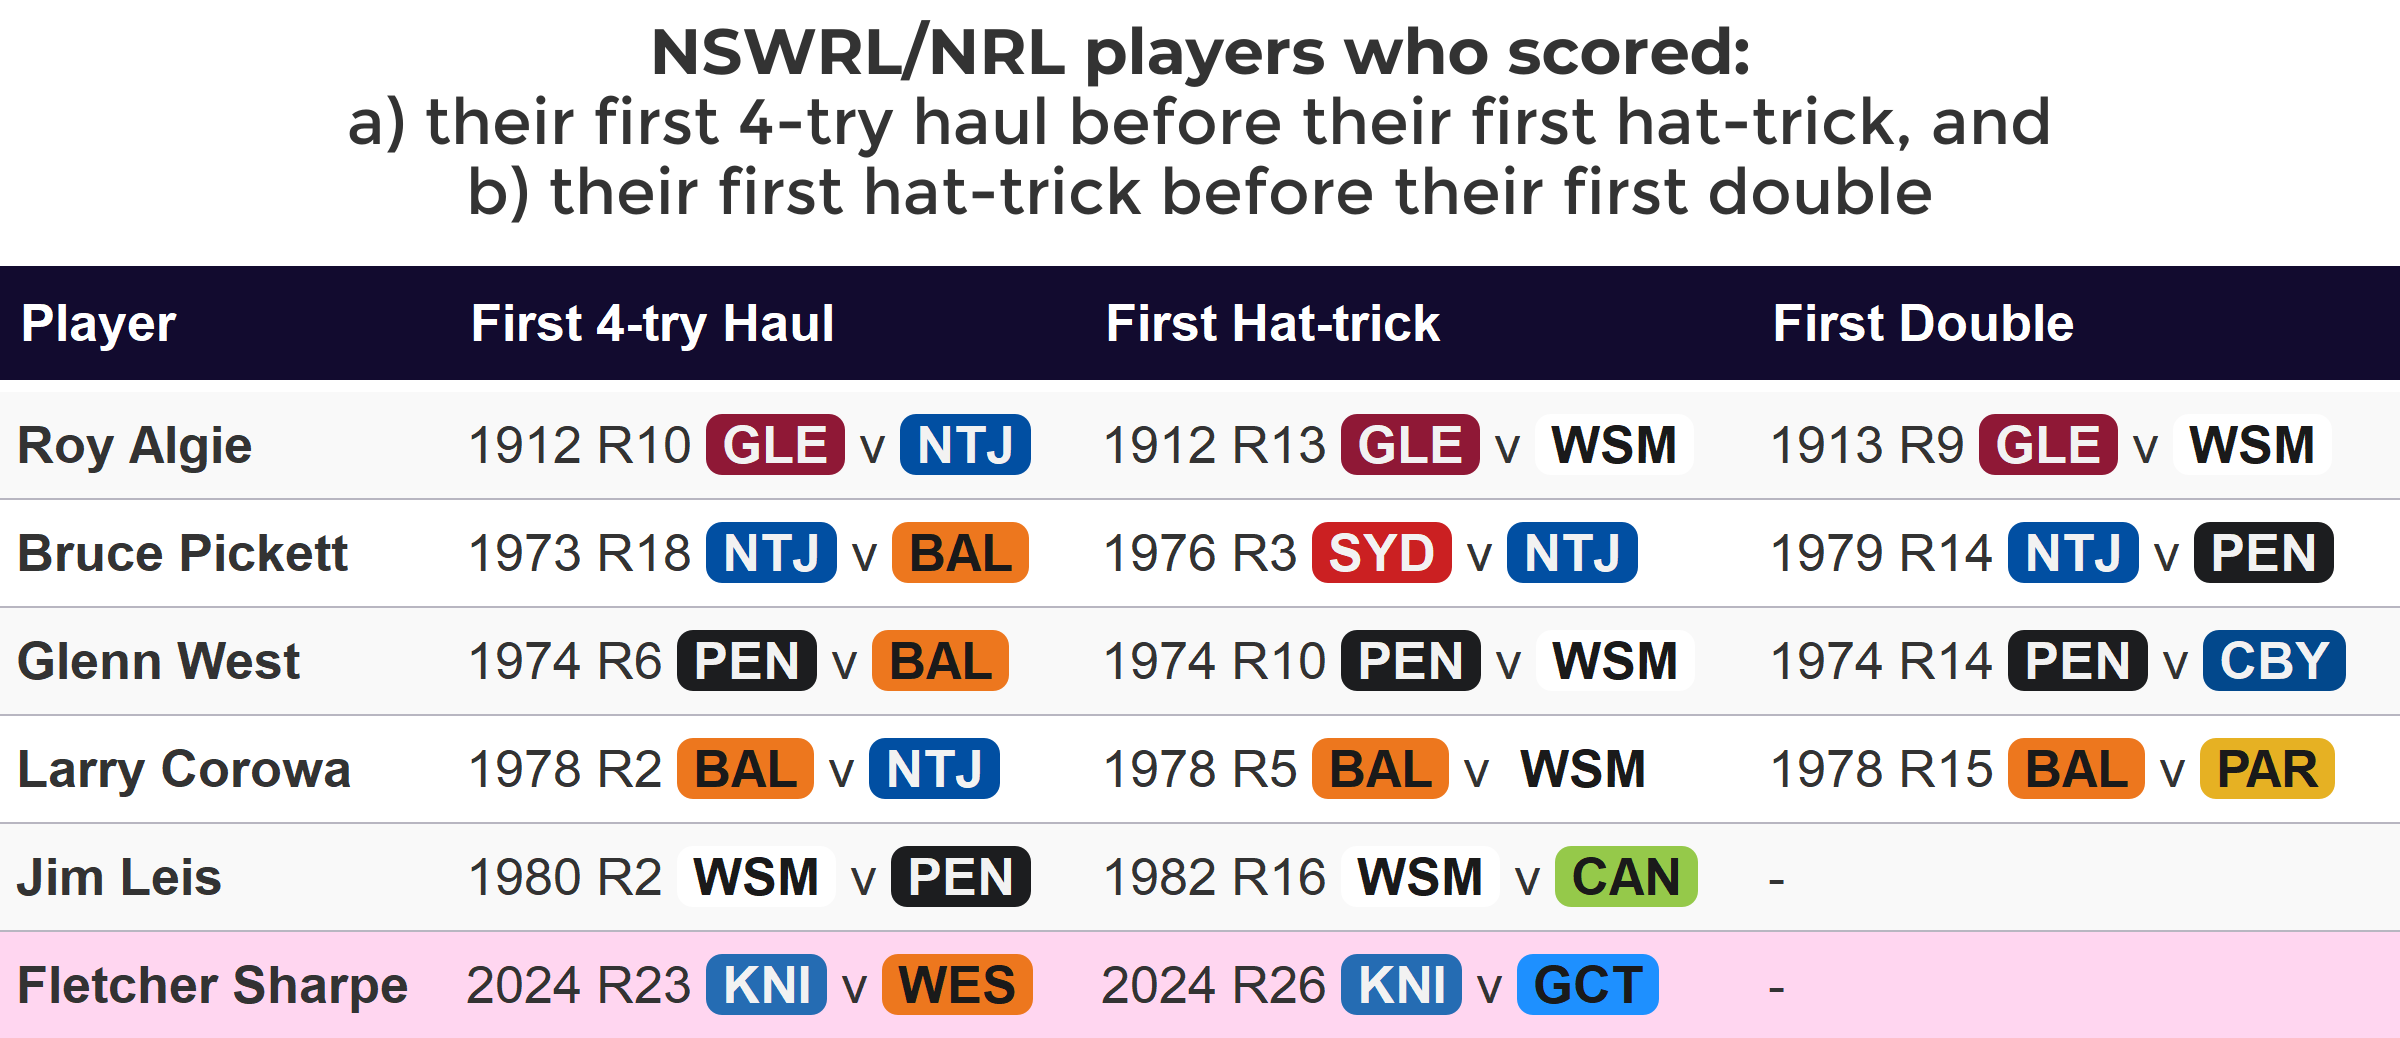 NSWRL/NRL players who scored:
a) their first 4-try haul before their first hat-trick, and
b) their first hat-trick before their first double
Player First 4-try Haul First Hat-trick First Double
Roy Algie 1912 R10 GLE v NTJ 1912 R13 GLE v WSM 1913 R9 GLE v WSM
Bruce Pickett 1973 R18 NTJ v BAL 1976 R3 SYD v NTJ 1979 R14 NTJ v PEN
Glenn West 1974 R6 PEN v BAL 1974 R10 PEN v WSM 1974 R14 PEN v CBY
Larry Corowa 1978 R2 BAL v NTJ 1978 R5 BAL v WSM 1978 R15 BAL v PAR
Jim Leis 1980 R2 WSM v PEN 1982 R16 WSM v CAN -
Fletcher Sharpe 2024 R23 KNI v WES 2024 R26 KNI v GCT -